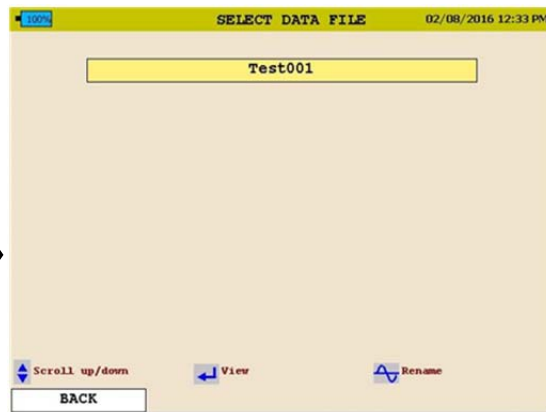 100% SELECT DATA FILE 02/08/2016 12:33 PM
Test001
Scroll up/down View Rename
BACK